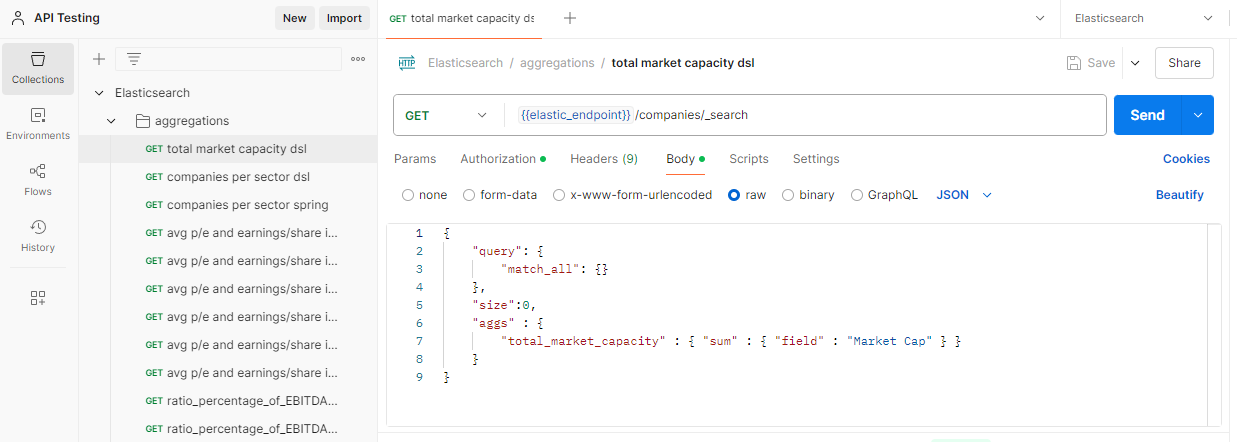 API Testing
New
Import
GET total market capacity ds
Elasticsearch
Collections
Environments
Flows
History
Elasticsearch
aggregations
GET total market capacity dsl
GET companies per sector dsl
GET companies per sector spring
GET avg p/e and earnings/share i...
GET avg p/e and earnings/share i...
GET avg p/e and earnings/share i...
GET avg p/e and earnings/share i...
GET avg p/e and earnings/share i...
GET avg p/e and earnings/share i...
GET ratio_percentage_of_EBITDA...
GET ratio_percentage_of_EBITDA...
HTTP Elasticsearch / aggregations / total market capacity dsl
Save
Share
GET {{elastic_endpoint}} /companies/_search
Send
Params Authorization Headers (9) Body Scripts Settings Cookies
none form-data x-www-form-urlencoded raw binary GraphQL JSON Beautify
1 {
2 "query": {
3 "match_all": {}
4 },
5 "size":0,
6 "aggs" : {
7 "total_market_capacity" : { "sum" : { "field" : "Market Cap" } }
8 }
9 }